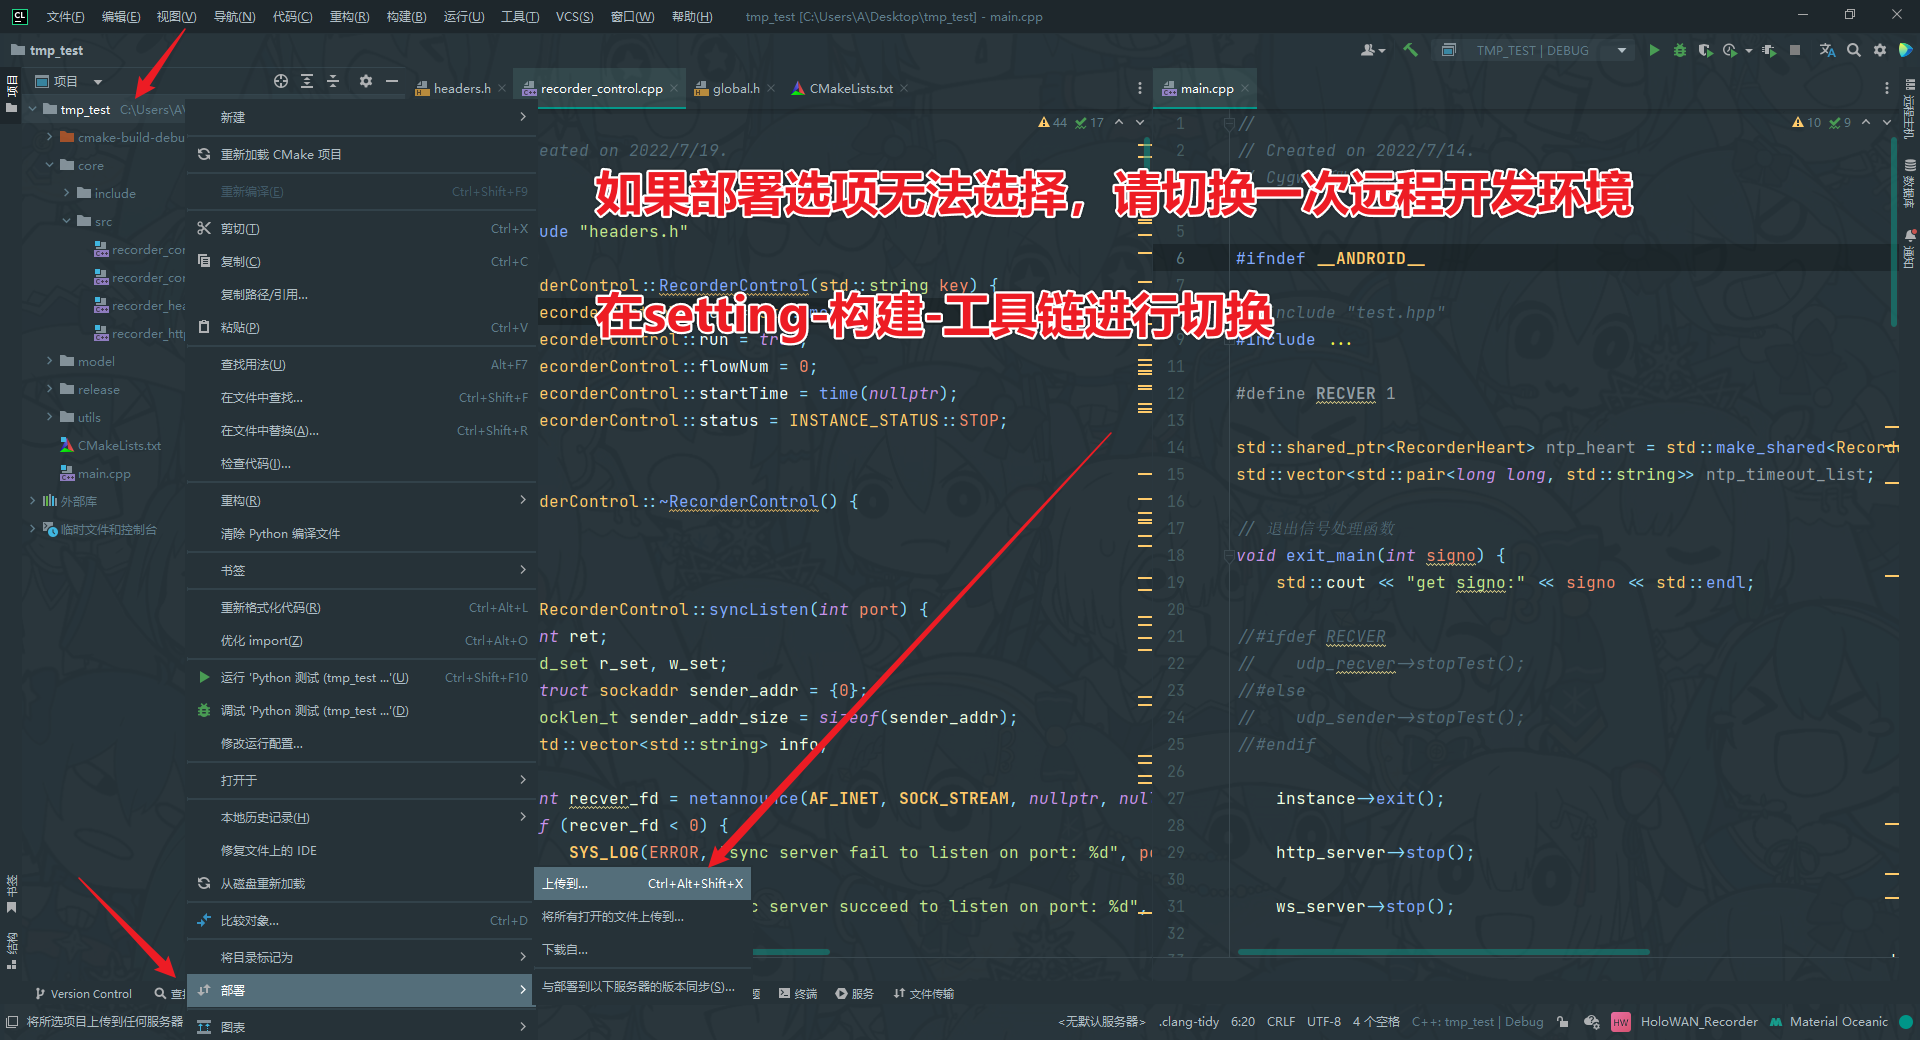 文件(F) 编辑(E) 视图(V) 导航(N) 代码(C) 重构(R) 构建(B) 运行(U) 工具(T) VCS(S) 窗口(W) 帮助(H) tmp_test [C:\Users\A\Desktop\tmp_test] - main.cpp
tmp_test
TMP_TEST | DEBUG
项目
项目
headers.h
recorder_control.cpp
global.h
CMakeLists.txt
main.cpp
tmp_test C:\Users\A\
cmake-build-debu
core
include
src
recorder_cor
recorder_cor
recorder_hea
recorder_htt
model
release
utils
CMakeLists.txt
main.cpp
外部库
临时文件和控制台
新建
重新加载 CMake 项目
重新编译(E) Ctrl+Shift+F9
剪切(T) Ctrl+X
复制(C) Ctrl+C
复制路径/引用...
粘贴(P) Ctrl+V
查找用法(U) Alt+F7
在文件中查找... Ctrl+Shift+F
在文件中替换(A)... Ctrl+Shift+R
检查代码(I)...
重构(R)
清除 Python 编译文件
书签
重新格式化代码(R) Ctrl+Alt+L
优化 import(Z) Ctrl+Alt+O
运行 'Python 测试 (tmp_test ...'(U) Ctrl+Shift+F10
调试 'Python 测试 (tmp_test ...'(D)
修改运行配置...
打开于
本地历史记录(H)
修复文件上的 IDE
从磁盘重新加载
比较对象... Ctrl+D
将目录标记为
部署
图表
上传到... Ctrl+Alt+Shift+X
将所有打开的文件上传到...
下载自...
与部署到以下服务器的版本同步(S)...
如果部署选项无法选择，请切换一次远程开发环境
在setting-构建-工具链进行切换
44 17
eated on 2022/7/19.
ude "headers.h"
derControl::RecorderControl(std::string key) {
ecorderControl::run = tr
ecorderControl::flowNum = 0;
ecorderControl::startTime = time(nullptr);
ecorderControl::status = INSTANCE_STATUS::STOP;
derControl::~RecorderControl() {
RecorderControl::syncListen(int port) {
nt ret;
d_set r_set, w_set;
truct sockaddr sender_addr = {0};
ocklen_t sender_addr_size = sizeof(sender_addr);
td::vector<std::string> info;
nt recver_fd = netannounce(AF_INET, SOCK_STREAM, nullptr, nul
f (recver_fd < 0) {
SYS_LOG(ERROR, "sync server fail to listen on port: %d", po
c server succeed to listen on port: %d",
10 9
1 //
2 // Created on 2022/7/14.
// Cygw
5
6 #ifndef __ANDROID__
7
#include "test.hpp"
9 #include ...
11
12 #define RECVER 1
13
14 std::shared_ptr<RecorderHeart> ntp_heart = std::make_shared<Record
15 std::vector<std::pair<long long, std::string>> ntp_timeout_list;
16
17 // 退出信号处理函数
18 void exit_main(int signo) {
19 std::cout << "get signo:" << signo << std::endl;
20
21 //#ifdef RECVER
22 // udp_recver->stopTest();
23 //#else
24 // udp_sender->stopTest();
25 //#endif
26
27 instance->exit();
28
29 http_server->stop();
30
31 ws_server->stop();
32
远程主机
数据库
通知
书签
结构
Version Control 查找 终端 服务 文件传输
将所选项目上传到任何服务器 <无默认服务器> .clang-tidy 6:20 CRLF UTF-8 4 个空格 C++: tmp_test | Debug HW HoloWAN_Recorder Material Oceanic